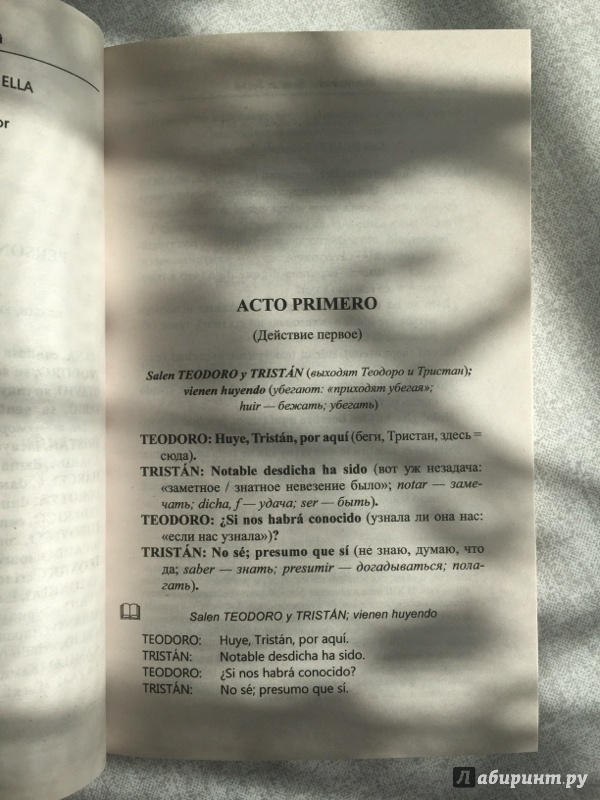 ELLA
ACTO PRIMERO
(Действие первое)
Salen TEODORO y TRISTÁN (выходят Теодоро и Тристан);
vienen huyendo (убегают: «приходят убегая»;
huir — бежать; убегать)
TEODORO: Huye, Tristán, por aquí (беги, Тристан, здесь =
сюда).
TRISTÁN: Notable desdicha ha sido (вот уж незадача:
«заметное / знатное невезение было»; notar — заме-
чать; dicha, f — удача; ser — быть).
TEODORO: ¿Si nos habrá conocido (узнала ли она нас:
«если нас узнала»)?
TRISTÁN: No sé; presumo que sí (не знаю, думаю, что
да; saber — знать; presumir — догадываться; пола-
гать).
Salen TEODORO y TRISTÁN; vienen huyendo
TEODORO: Huye, Tristán, por aquí.
TRISTÁN: Notable desdicha ha sido.
TEODORO: ¿Si nos habrá conocido?
TRISTÁN: No sé; presumo que sí.
лабиринт.ру